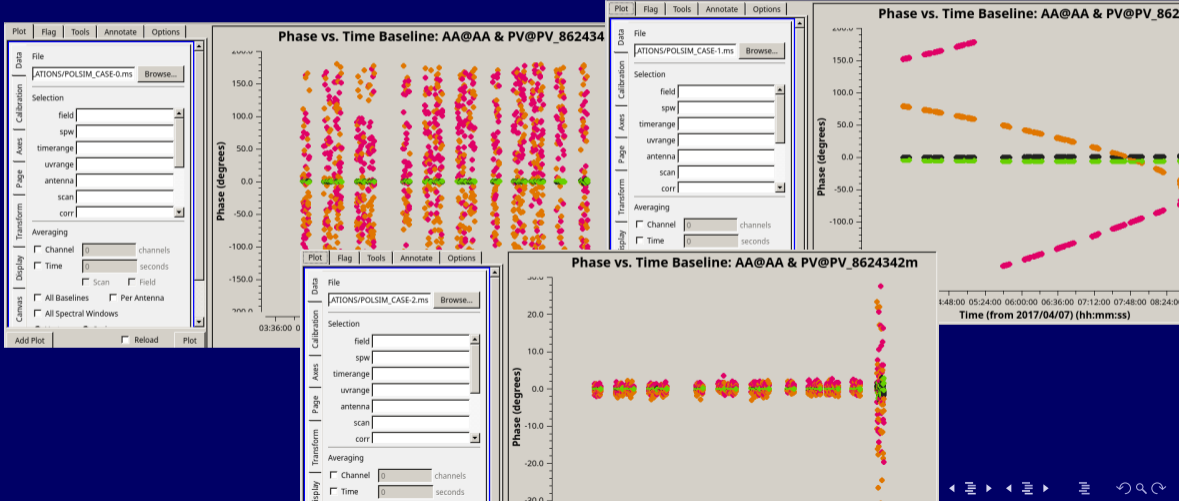 Plot Flag Tools Annotate Options
Data
Calibration
Axes
Page
Transform
Display
Canvas
File
ATIONS/POLSIM_CASE-0.ms Browse...
Selection
field
spw
timerange
uvrange
antenna
scan
corr
Averaging
Channel 0 channels
Time 0 seconds
Scan Field
All Baselines Per Antenna
All Spectral Windows
Add Plot Reload Plot
Phase vs. Time Baseline: AA@AA & PV@PV_862434
Phase (degrees)
150.0
100.0
50.0
0.0
-50.0
-100.0
-150.0
03:36:00
Plot Flag Tools Annotate Options
Data
Calibration
Axes
Page
Transform
File
ATIONS/POLSIM_CASE-1.ms Browse...
Selection
field
spw
timerange
uvrange
antenna
scan
corr
Averaging
Channel 0 channels
Time 0 seconds
Phase vs. Time Baseline: AA@AA & PV@PV_862
Phase (degrees)
150.0
100.0
50.0
0.0
-50.0
-100.0
4:48:00 05:24:00 06:00:00 06:36:00 07:12:00 07:48:00 08:24:0
Time (from 2017/04/07) (hh:mm:ss)
Plot Flag Tools Annotate Options
Data
Calibration
Axes
Page
Transform
File
ATIONS/POLSIM_CASE-2.ms Browse...
Selection
field
spw
timerange
uvrange
antenna
scan
corr
Averaging
Channel 0 channels
Time 0 seconds
Phase vs. Time Baseline: AA@AA & PV@PV_8624342m
Phase (degrees)
20.0
10.0
0.0
-10.0
-20.0